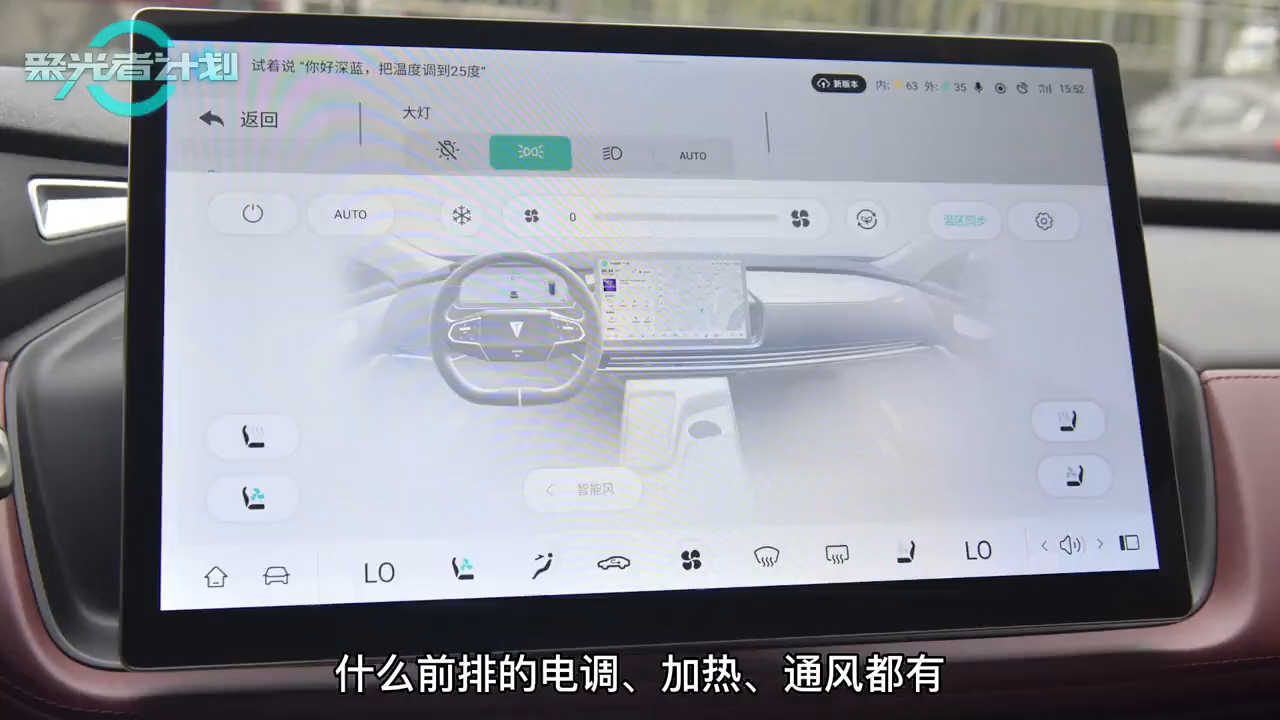 聚光者计划
试着说 "你好深蓝，把温度调到25度"
新版本 内: 63 外: 35 15:52
返回
大灯
AUTO
AUTO
0
温区同步
智能风
LO
LO
什么前排的电调、加热、通风都有